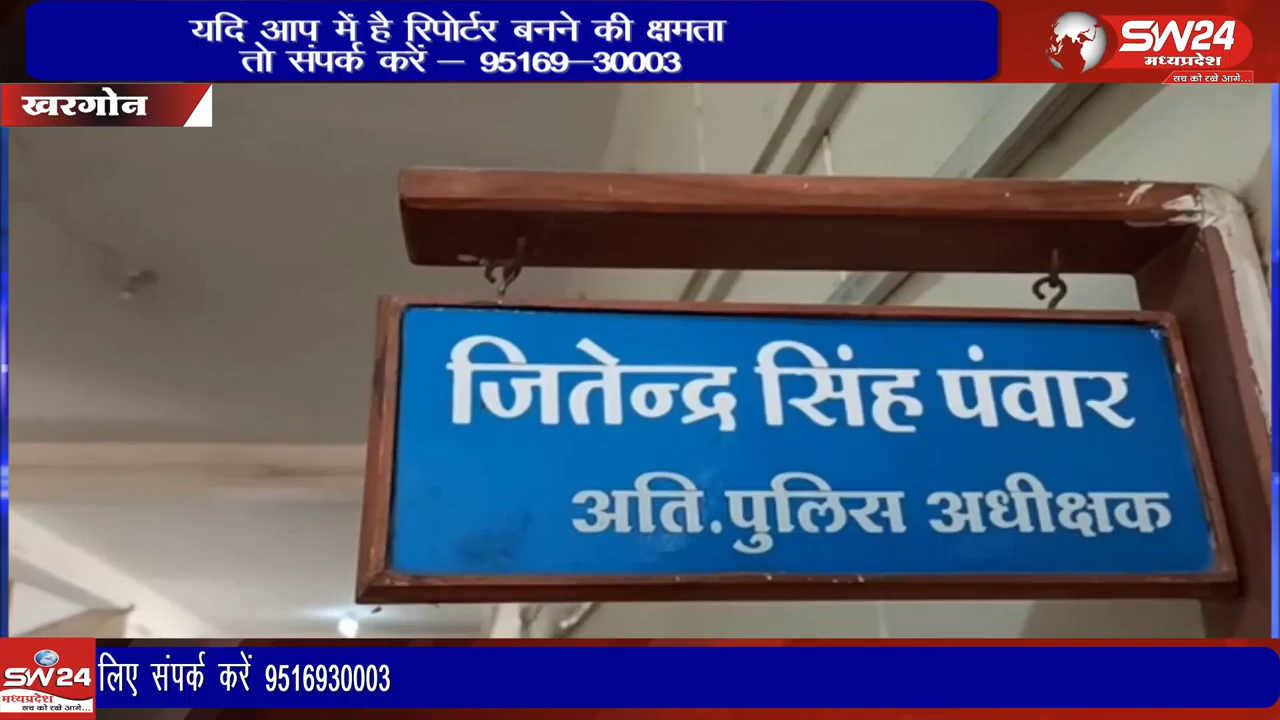 यदि आप में है रिपोर्टर बनने की क्षमता
तो संपर्क करें – 95169–30003
SW24
मध्यप्रदेश
सच को रखे आगे...
खरगोन
जितेन्द्र सिंह पंवार
अति.पुलिस अधीक्षक
SW24
मध्यप्रदेश
सच को रखे आगे...
लिए संपर्क करें 9516930003